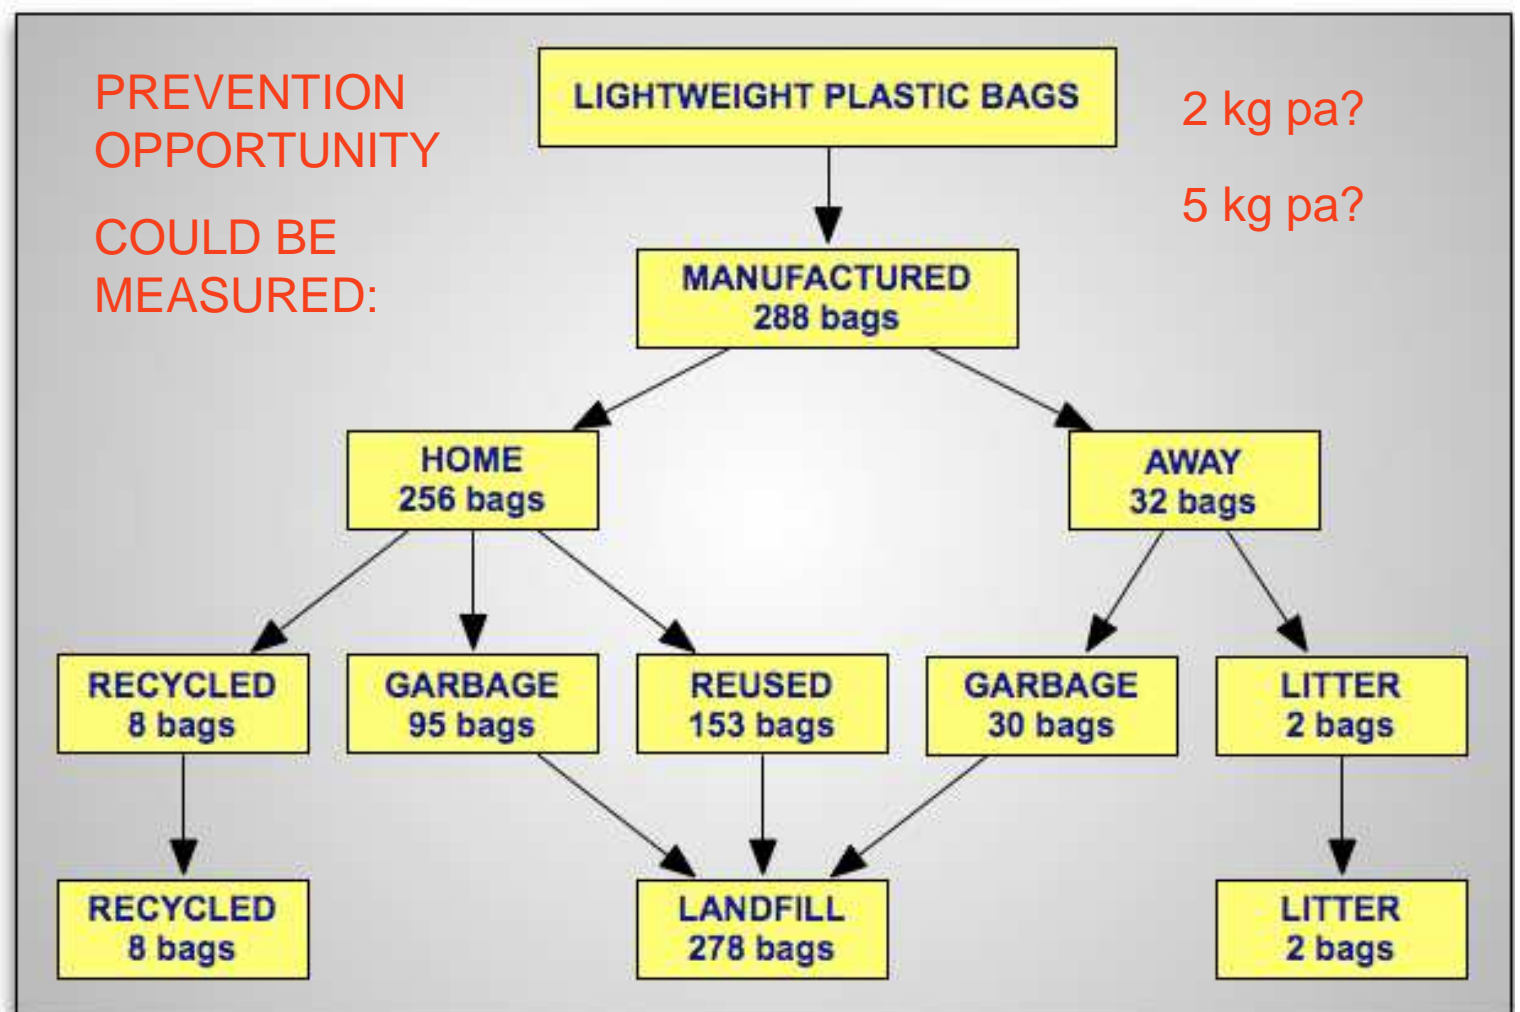 PREVENTION
OPPORTUNITY
COULD BE
MEASURED:
LIGHTWEIGHT PLASTIC BAGS
2 kg pa?
5 kg pa?
MANUFACTURED
288 bags
HOME
256 bags
AWAY
32 bags
RECYCLED
8 bags
GARBAGE
95 bags
REUSED
153 bags
GARBAGE
30 bags
LITTER
2 bags
RECYCLED
8 bags
LANDFILL
278 bags
LITTER
2 bags